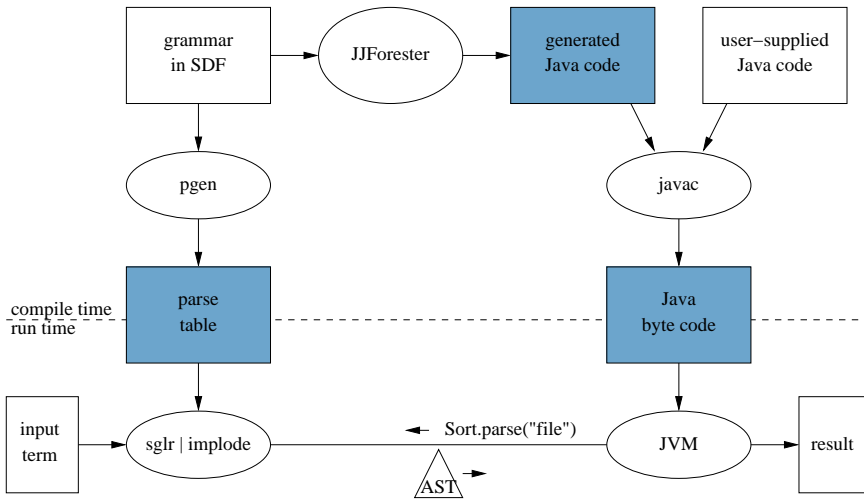 grammar
in SDF
JJForester
generated
Java code
user−supplied
Java code
pgen
javac
compile time
run time
parse
table
Java
byte code
input
term
sglr | implode
Sort.parse("file")
AST
JVM
result